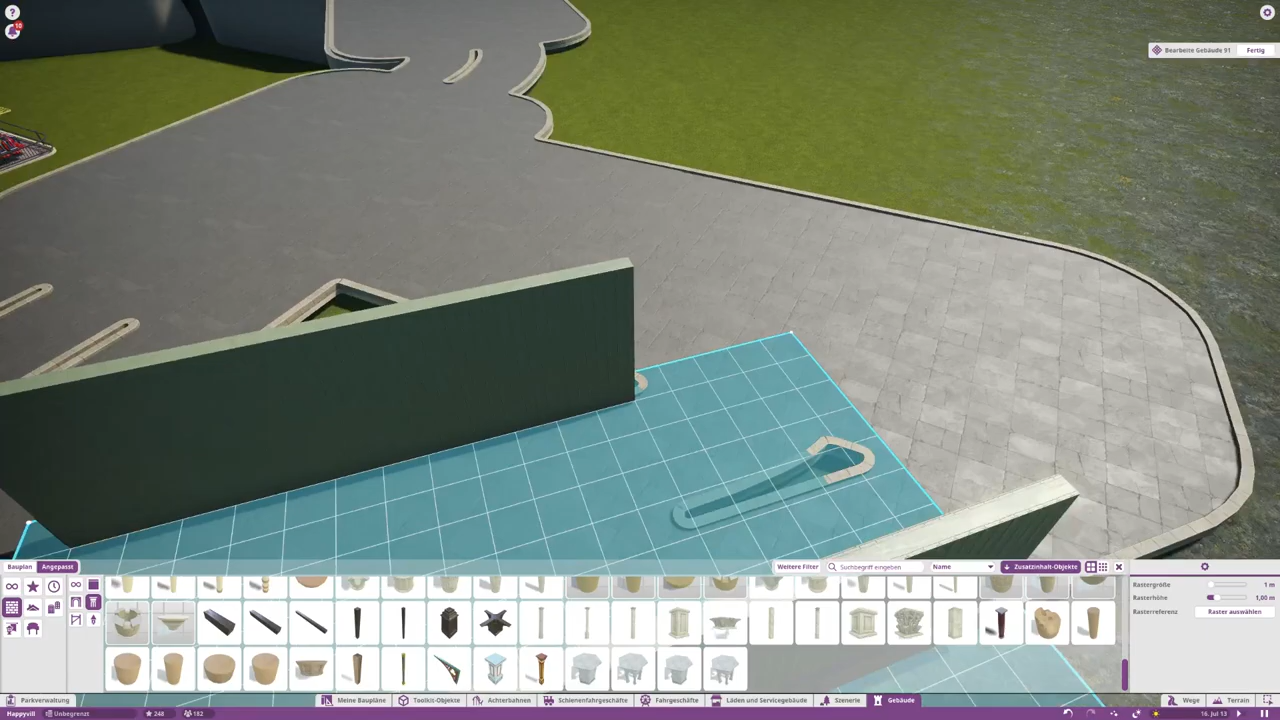 ?
10
Bearbeite Gebäude 91 Fertig
Bauplan Angepasst Weitere Filter Suchbegriff eingeben Name Zusatzinhalt-Objekte
Rastergröße 1 m
Rasterhöhe 1,00 m
Rasterreferenz Raster auswählen
Parkverwaltung Meine Baupläne Toolkit-Objekte Achterbahnen Schienenfahrgeschäfte Fahrgeschäfte Läden und Servicegebäude Szenerie Gebäude Wege Terrain
Happyvill Unbegrenzt 248 182 16. Jul 13